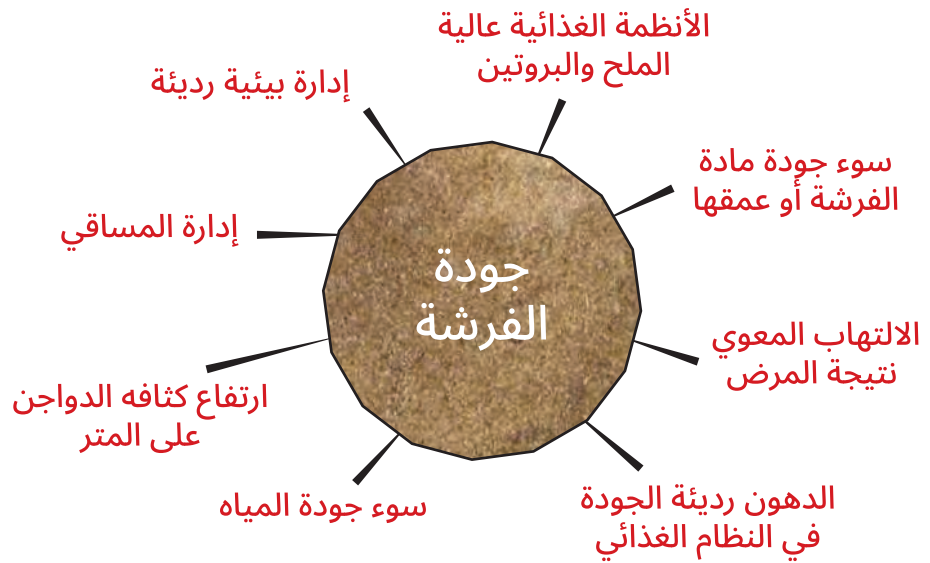 الأنظمة الغذائية عالية
الملح والبروتين
إدارة بيئية رديئة
سوء جودة مادة
الفرشة أو عمقها
إدارة المساقي
جودة
الفرشة
الالتهاب المعوي
نتيجة المرض
ارتفاع كثافه الدواجن
على المتر
سوء جودة المياه
الدهون رديئة الجودة
في النظام الغذائي